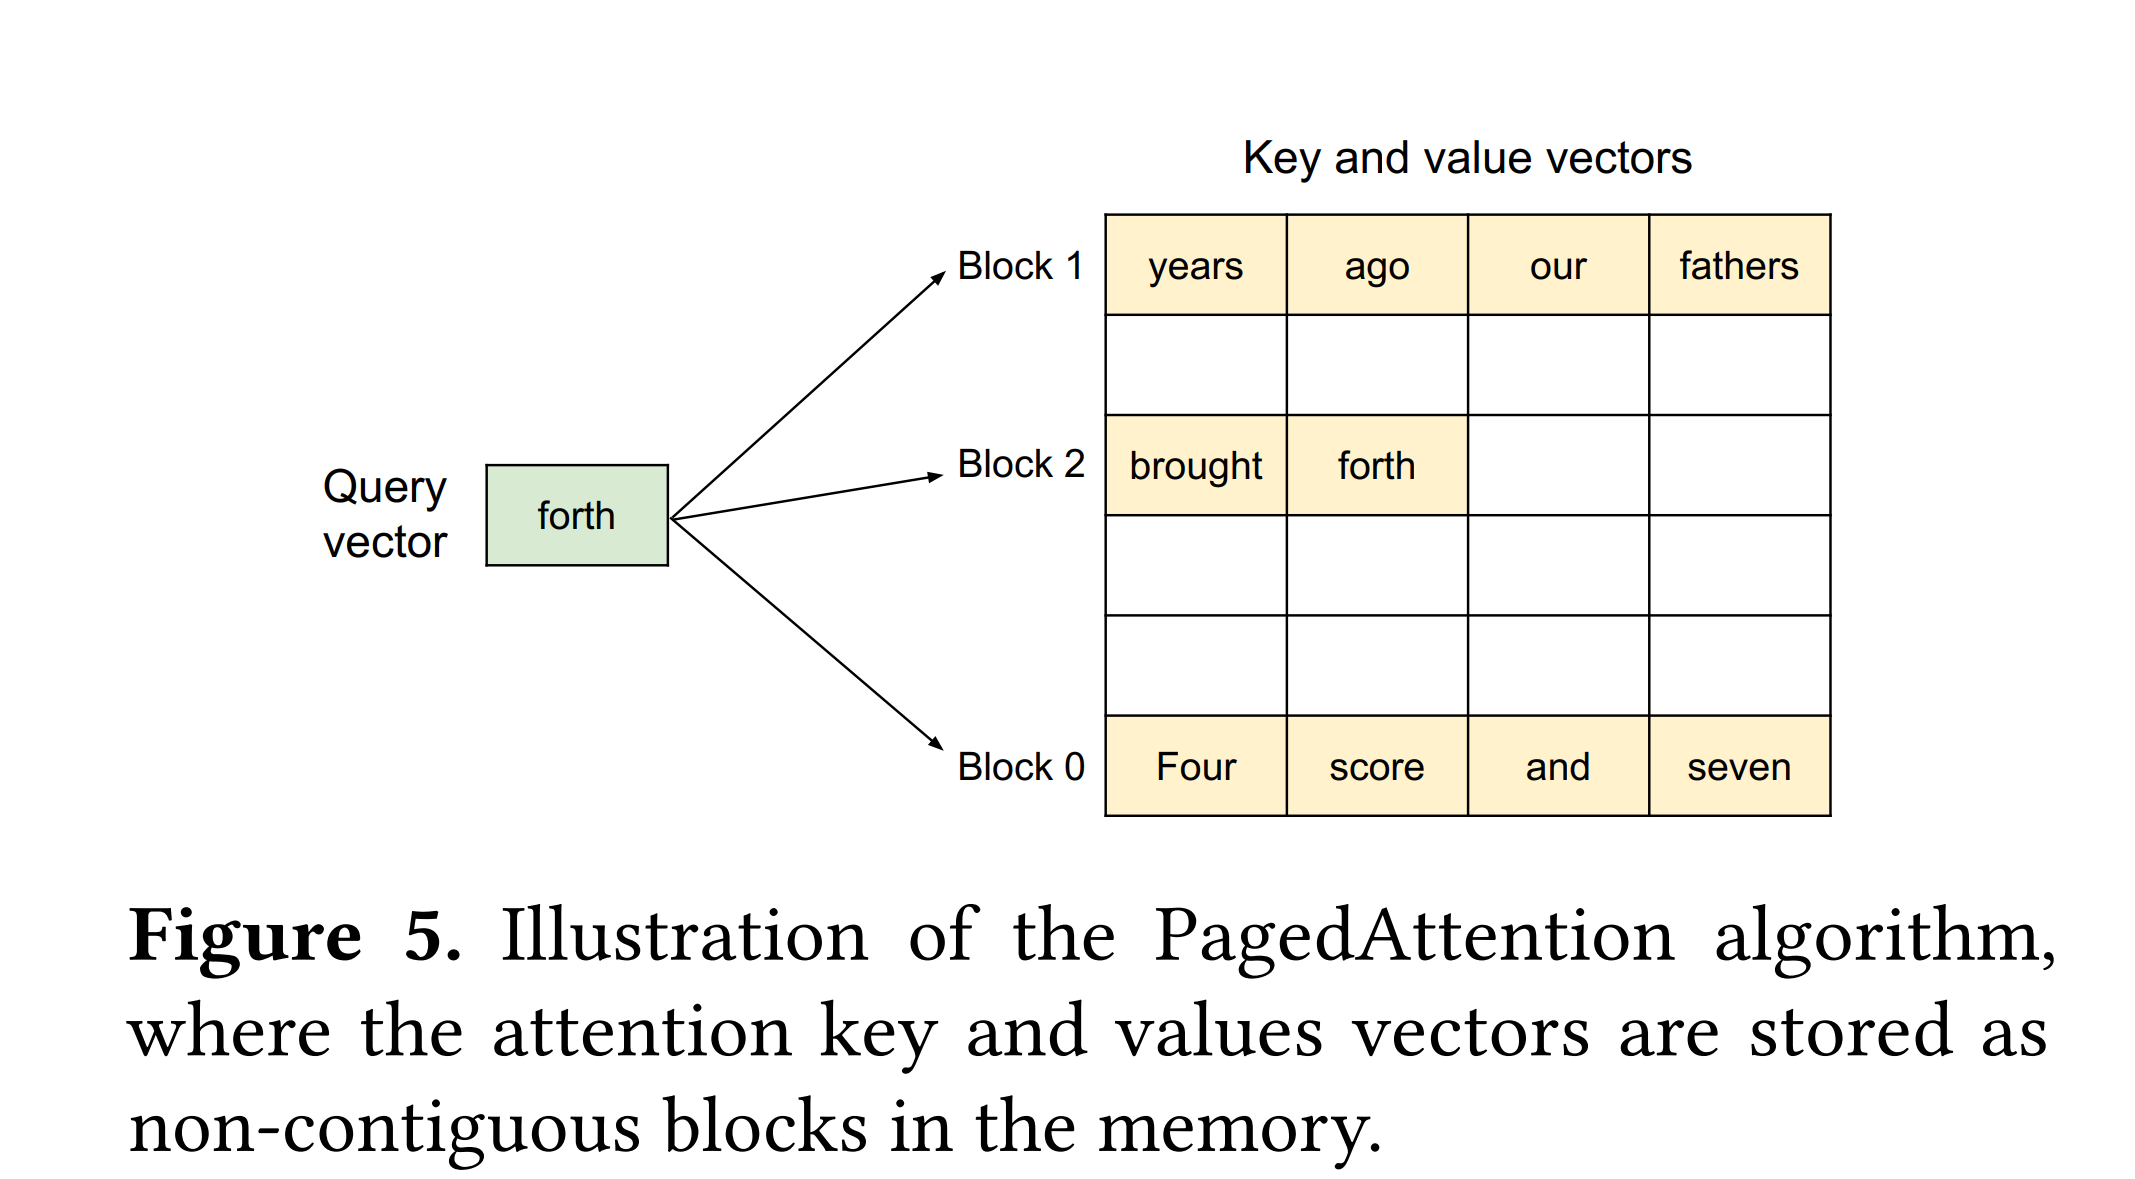 Key and value vectors
Block 1 years ago our fathers
Block 2 brought forth
Query
vector
forth
Block 0 Four score and seven
Figure 5. Illustration of the PagedAttention algorithm,
where the attention key and values vectors are stored as
non-contiguous blocks in the memory.